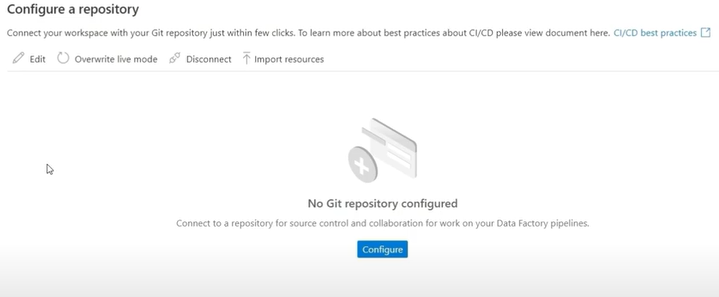 Configure a repository
Connect your workspace with your Git repository just within few clicks. To learn more about best practices about CI/CD please view document here. CI/CD best practices
Edit Overwrite live mode Disconnect Import resources
No Git repository configured
Connect to a repository for source control and collaboration for work on your Data Factory pipelines.
Configure